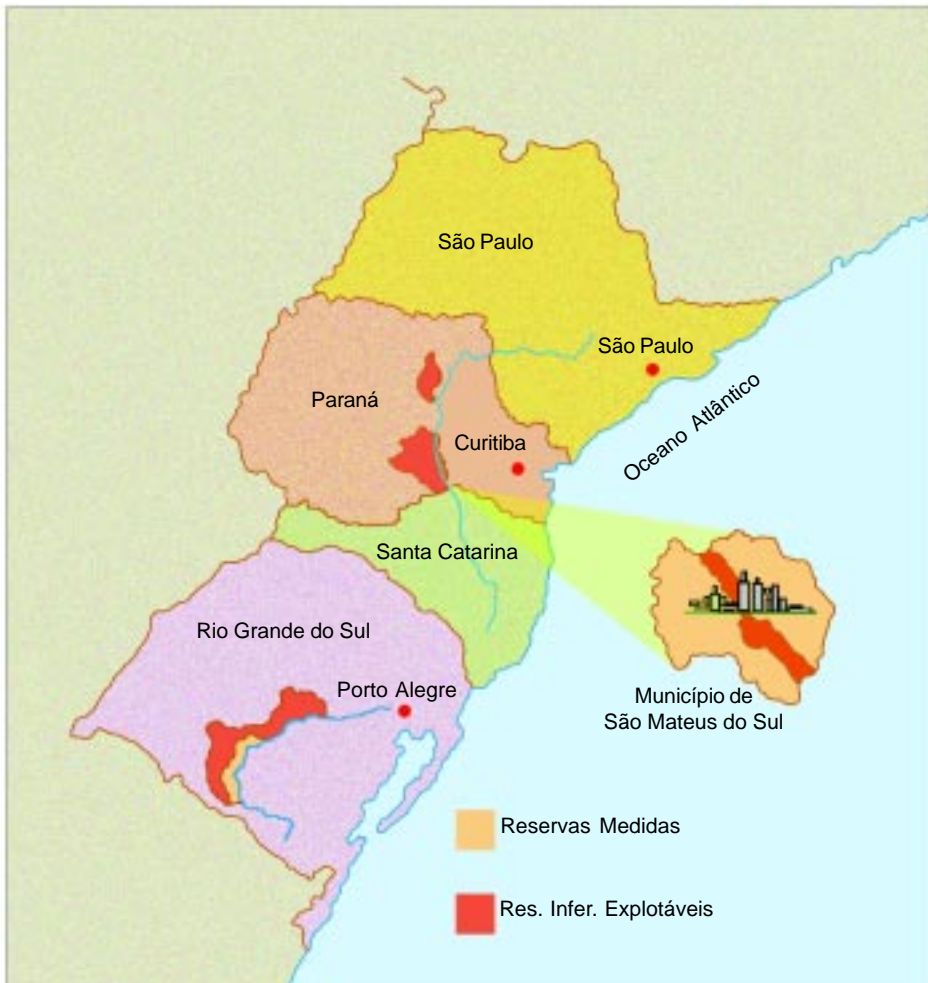 São Paulo
São Paulo
Oceano Atlântico
Paraná
Curitiba
Santa Catarina
Rio Grande do Sul
Porto Alegre
Município de
São Mateus do Sul
Reservas Medidas
Res. Infer. Explotáveis